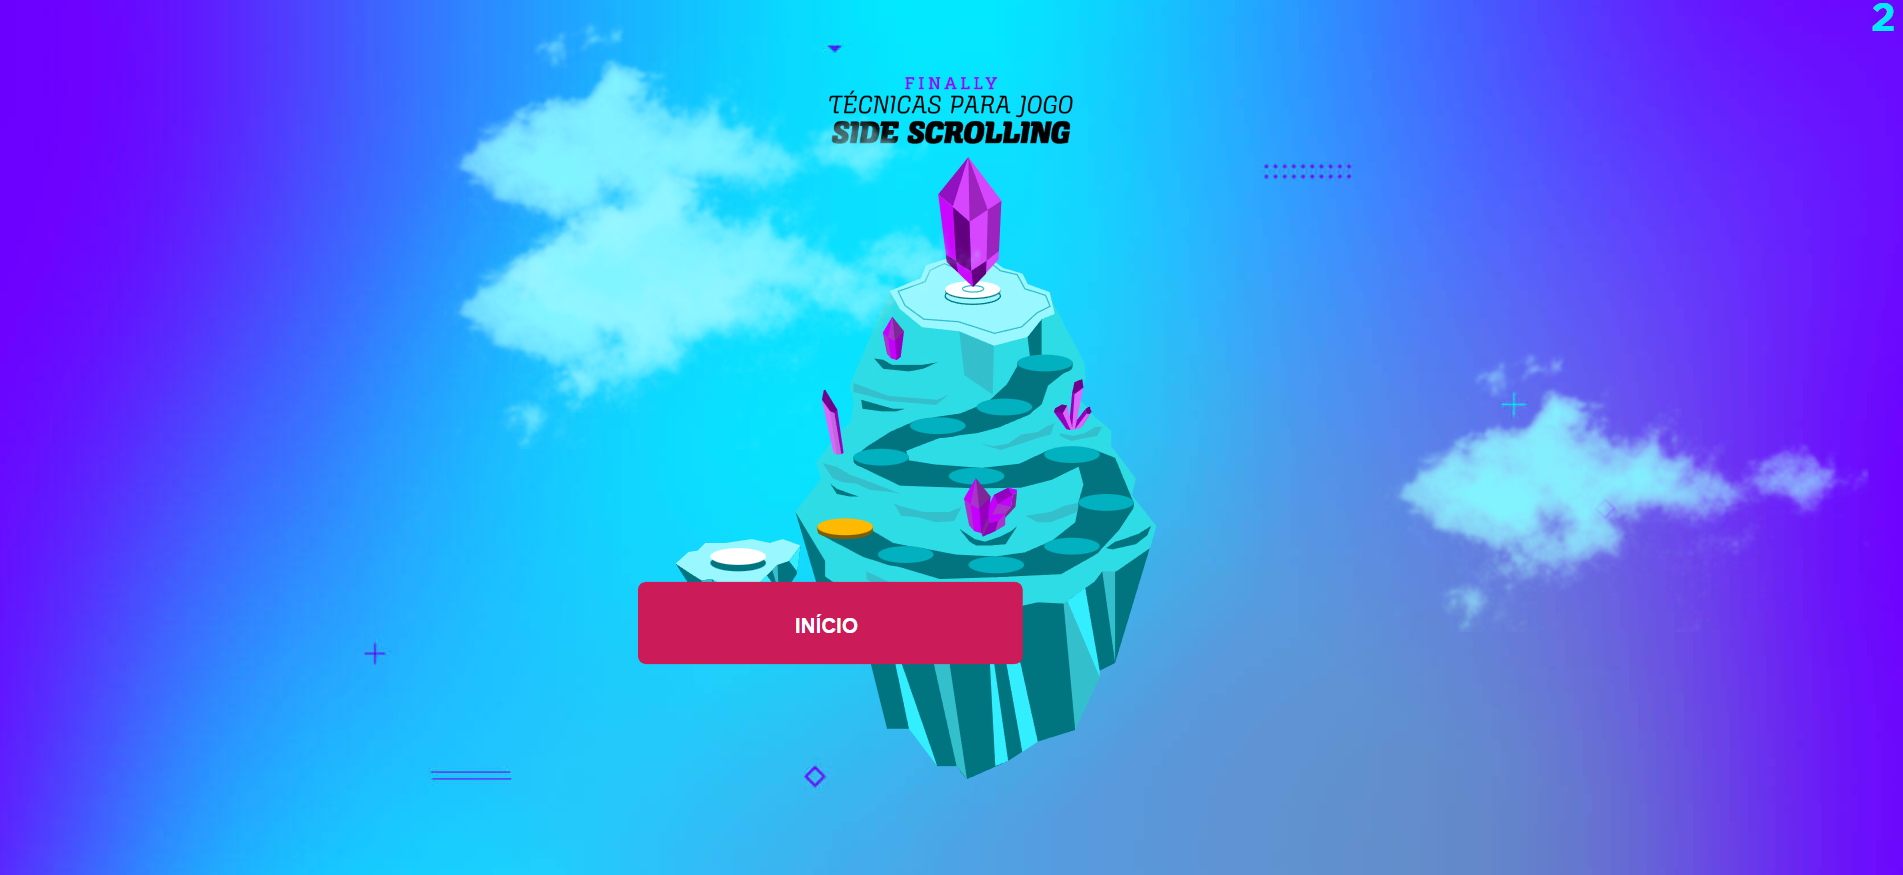 2
FINALLY
TÉCNICAS PARA JOGO
SIDE SCROLLING
INÍCIO